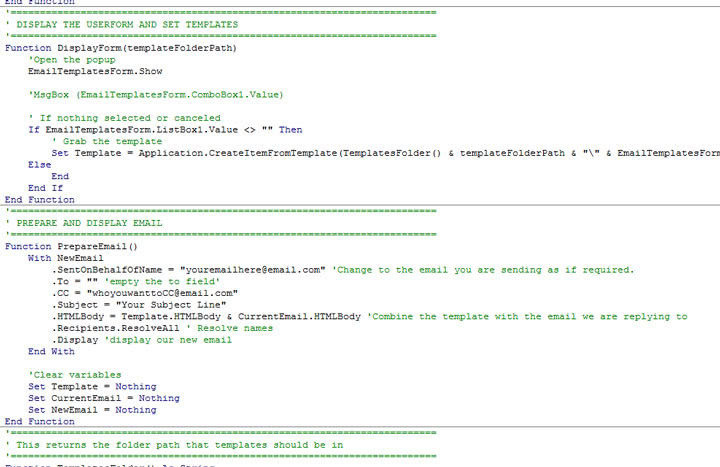 End Function
'=========================================================================
' DISPLAY THE USERFORM AND SET TEMPLATES
'=========================================================================
Function DisplayForm(templateFolderPath)
    'Open the popup
    EmailTemplatesForm.Show

    'MsgBox (EmailTemplatesForm.ComboBox1.Value)

    ' If nothing selected or canceled
    If EmailTemplatesForm.ListBox1.Value <> "" Then
        ' Grab the template
        Set Template = Application.CreateItemFromTemplate(TemplatesFolder() & templateFolderPath & "\" & EmailTemplatesForm
    Else
        End
    End If
End Function
'=========================================================================
' PREPARE AND DISPLAY EMAIL
'=========================================================================
Function PrepareEmail()
    With NewEmail
        .SentOnBehalfOfName = "youremailhere@email.com" 'Change to the email you are sending as if required.
        .To = "" 'empty the to field'
        .CC = "whoyouwanttoCC@email.com"
        .Subject = "Your Subject Line"
        .HTMLBody = Template.HTMLBody & CurrentEmail.HTMLBody 'Combine the template with the email we are replying to
        .Recipients.ResolveAll ' Resolve names
        .Display 'display our new email
    End With

    'Clear variables
    Set Template = Nothing
    Set CurrentEmail = Nothing
    Set NewEmail = Nothing
End Function
'=========================================================================
' This returns the folder path that templates should be in
'=========================================================================
Function TemplatesFolder() As String